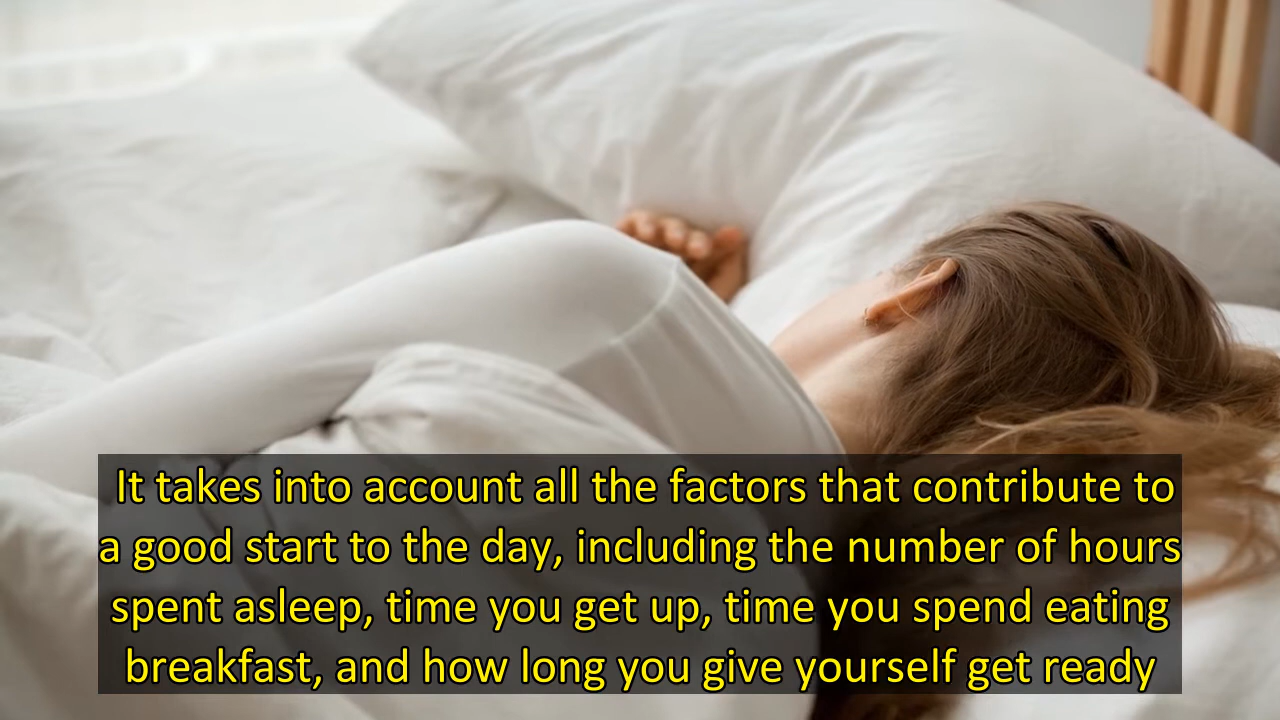 It takes into account all the factors that contribute to
a good start to the day, including the number of hours
spent asleep, time you get up, time you spend eating
breakfast, and how long you give yourself get ready